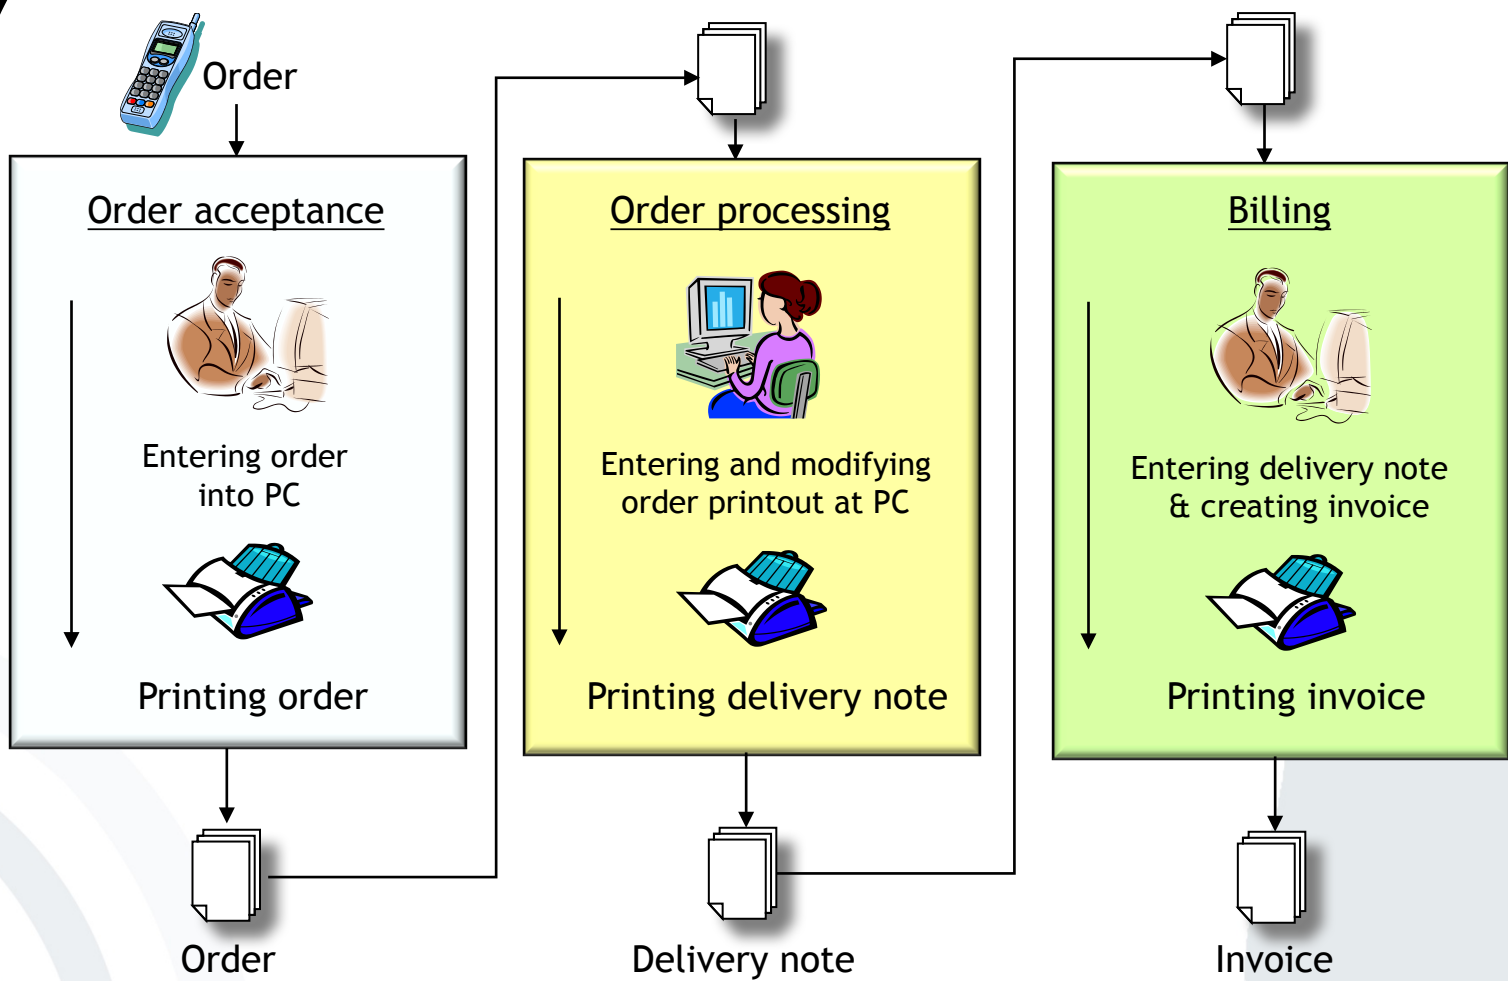 Order
Order acceptance
Entering order
into PC
Printing order
Order
Order processing
Entering and modifying
order printout at PC
Printing delivery note
Delivery note
Billing
Entering delivery note
& creating invoice
Printing invoice
Invoice